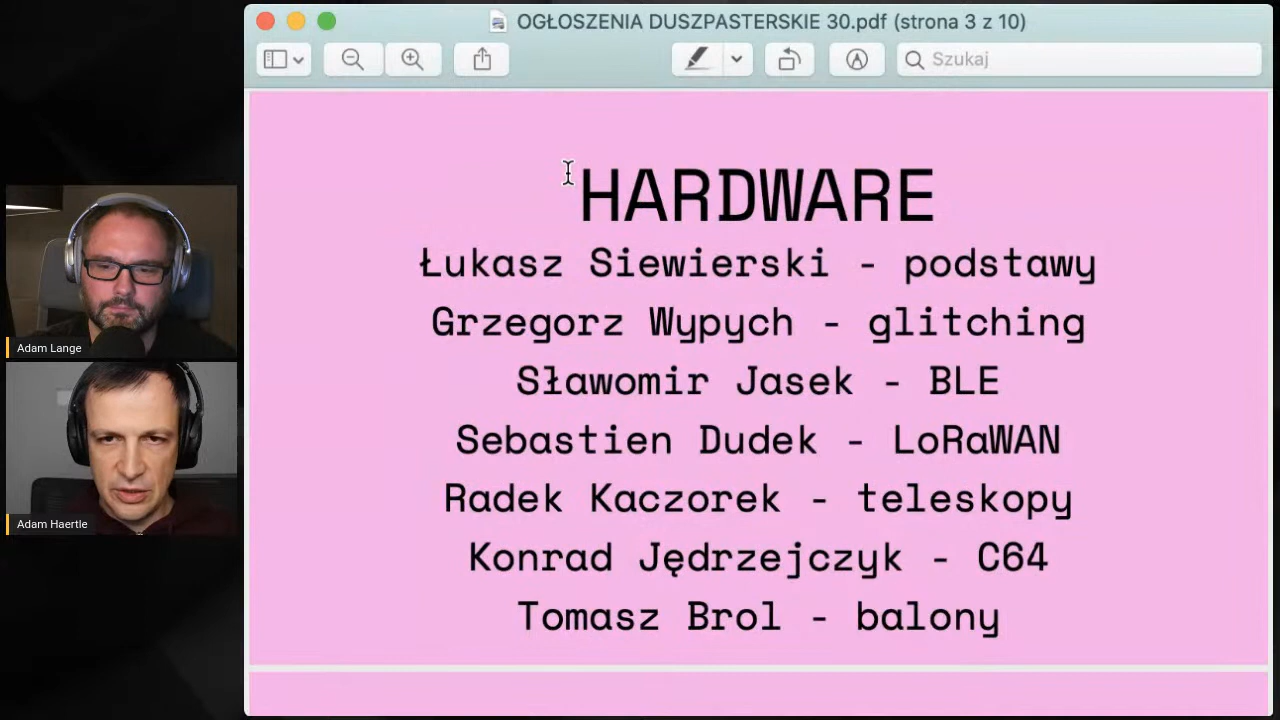 OGŁOSZENIA DUSZPASTERSKIE 30.pdf (strona 3 z 10)
Szukaj
HARDWARE
Łukasz Siewierski - podstawy
Grzegorz Wypych - glitching
Sławomir Jasek - BLE
Sebastien Dudek - LoRaWAN
Radek Kaczorek - teleskopy
Konrad Jędrzejczyk - C64
Tomasz Brol - balony
Adam Lange
Adam Haertle